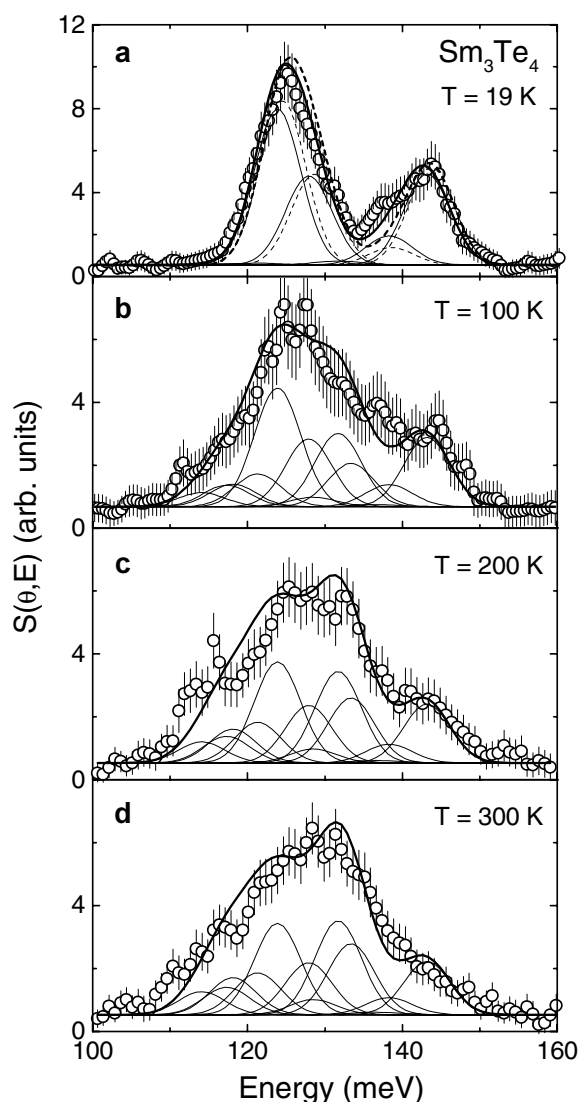 12
a
Sm₃Te₄
T = 19 K
8
4
0
b
T = 100 K
4
0
c
T = 200 K
4
0
d
T = 300 K
4
0
100 120 140 160
Energy (meV)
S(θ,E) (arb. units)